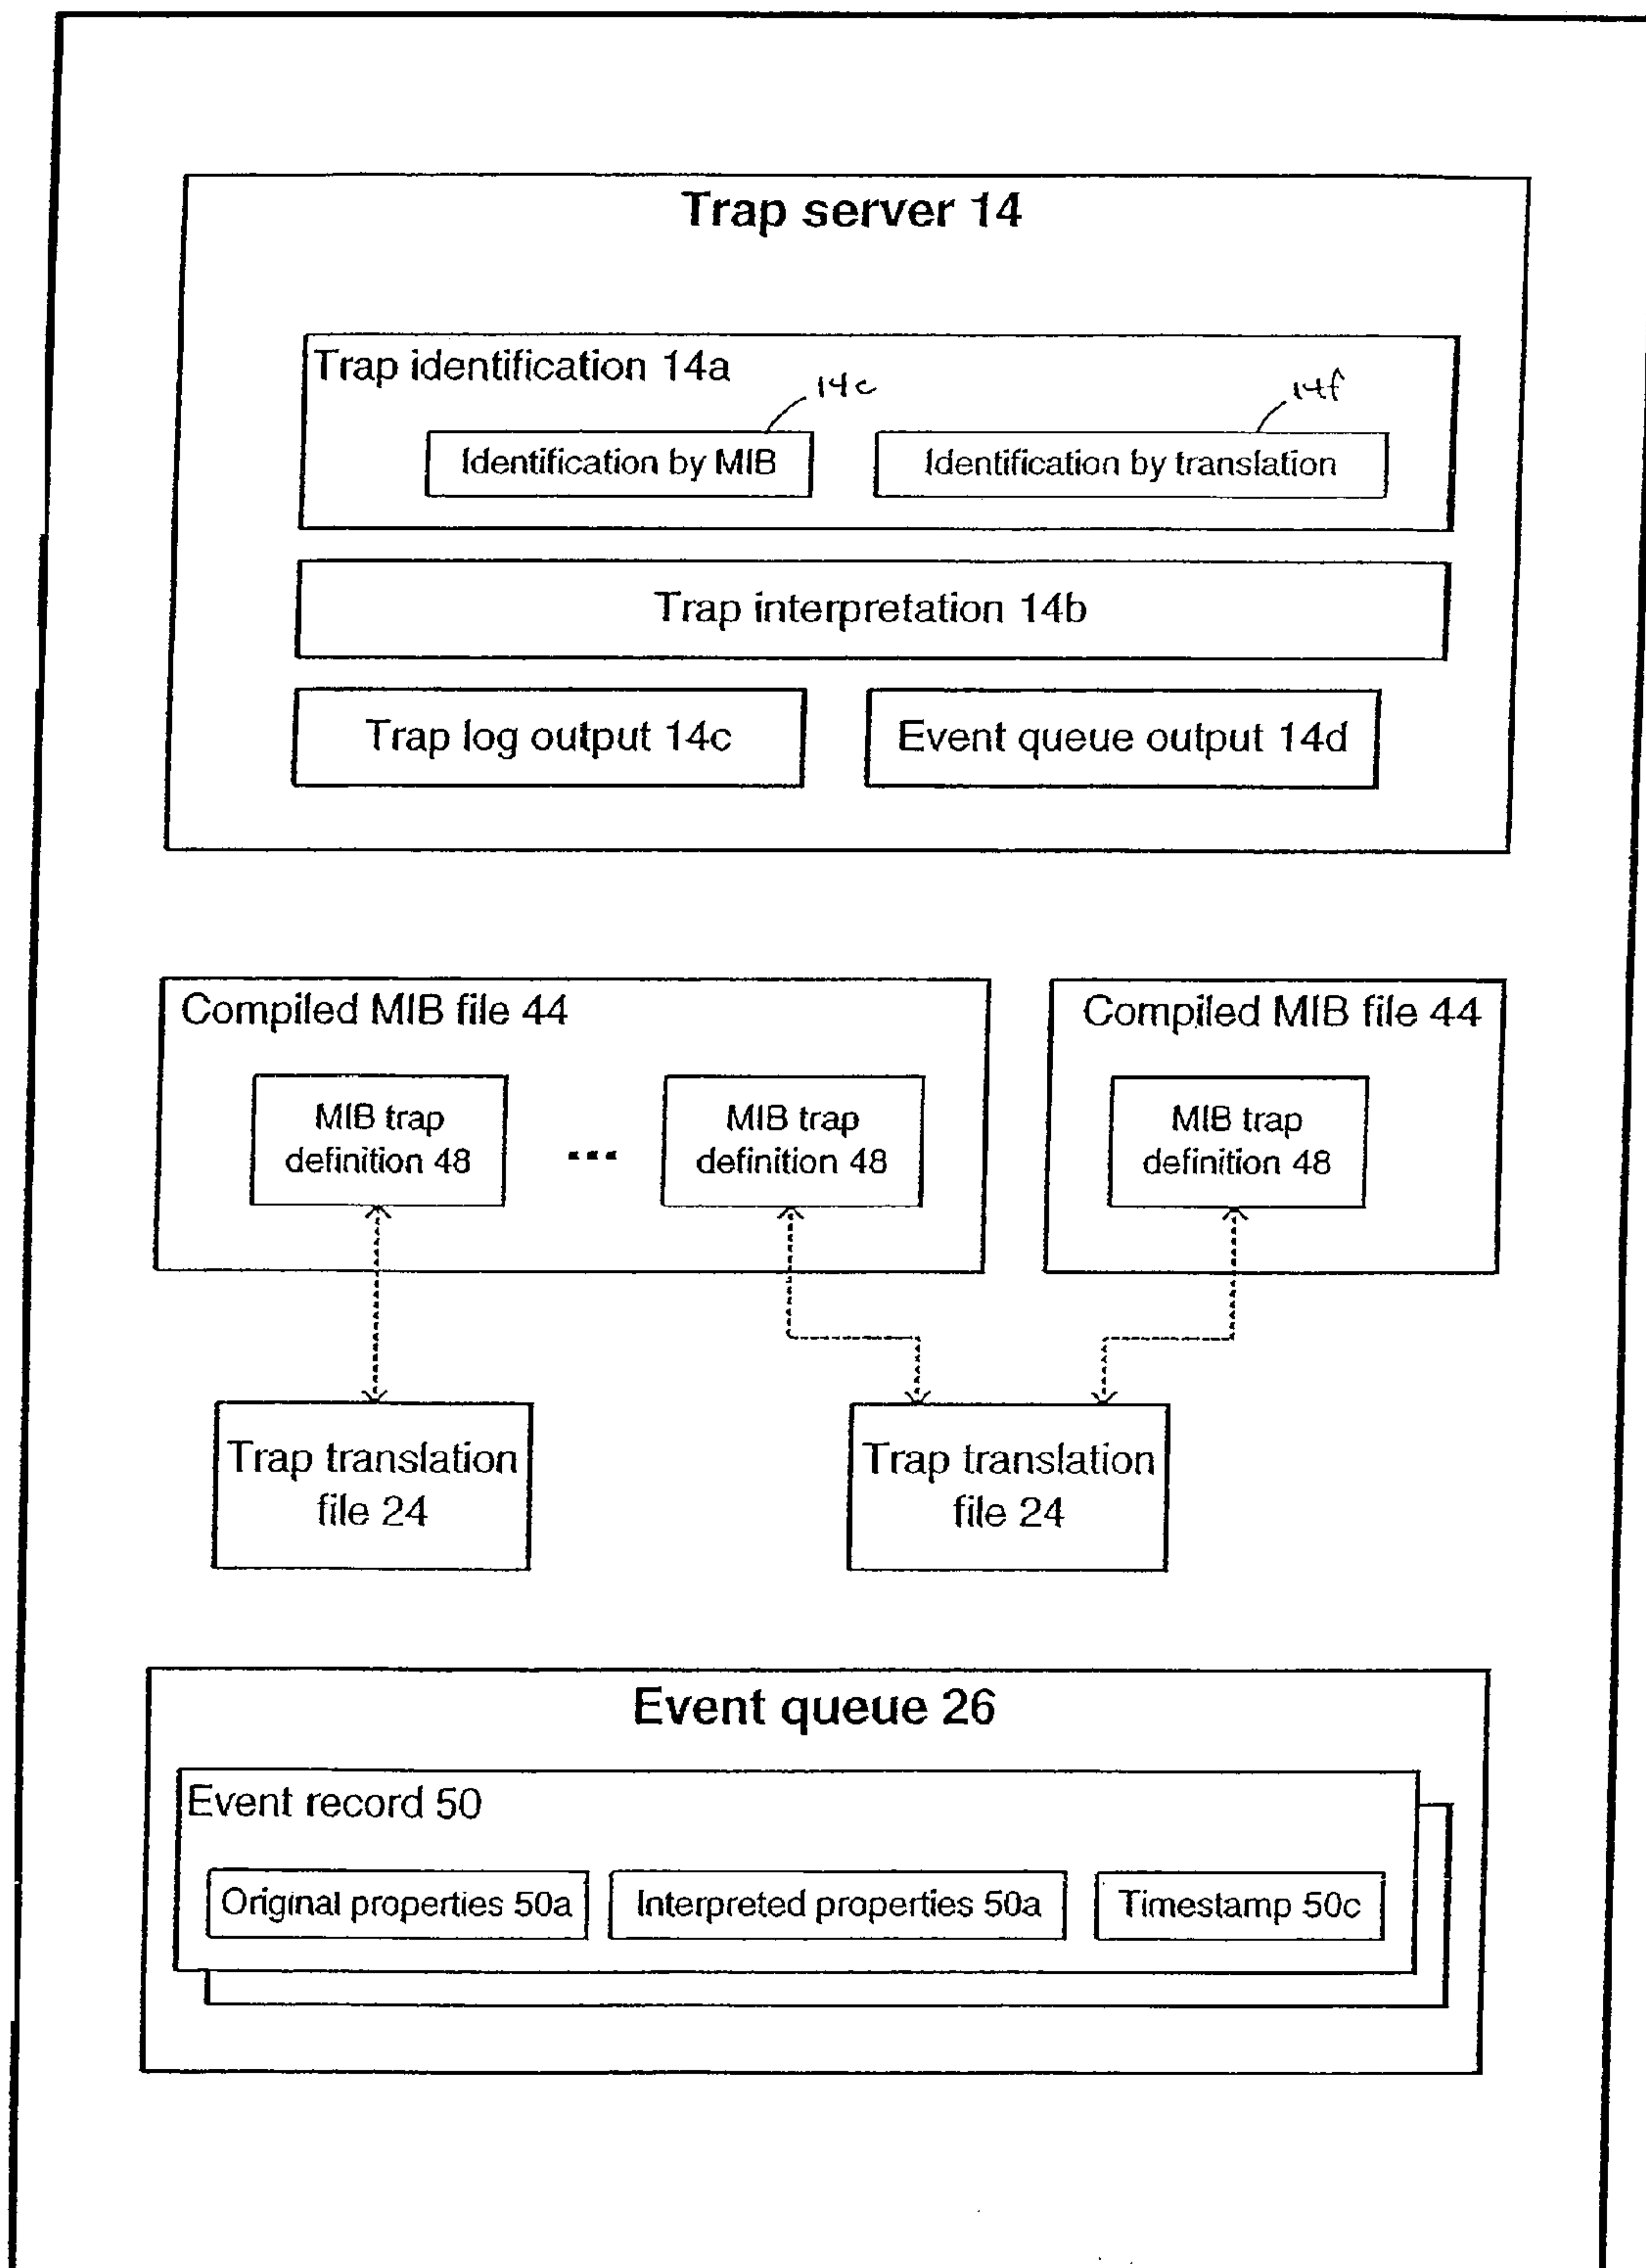 Trap server 14
Trap identification 14a
14e
14f
Identification by MIB
Identification by translation
Trap interpretation 14b
Trap log output 14c
Event queue output 14d
Compiled MIB file 44
Compiled MIB file 44
MIB trap
definition 48
...
MIB trap
definition 48
MIB trap
definition 48
Trap translation
file 24
Trap translation
file 24
Event queue 26
Event record 50
Original properties 50a
Interpreted properties 50a
Timestamp 50c